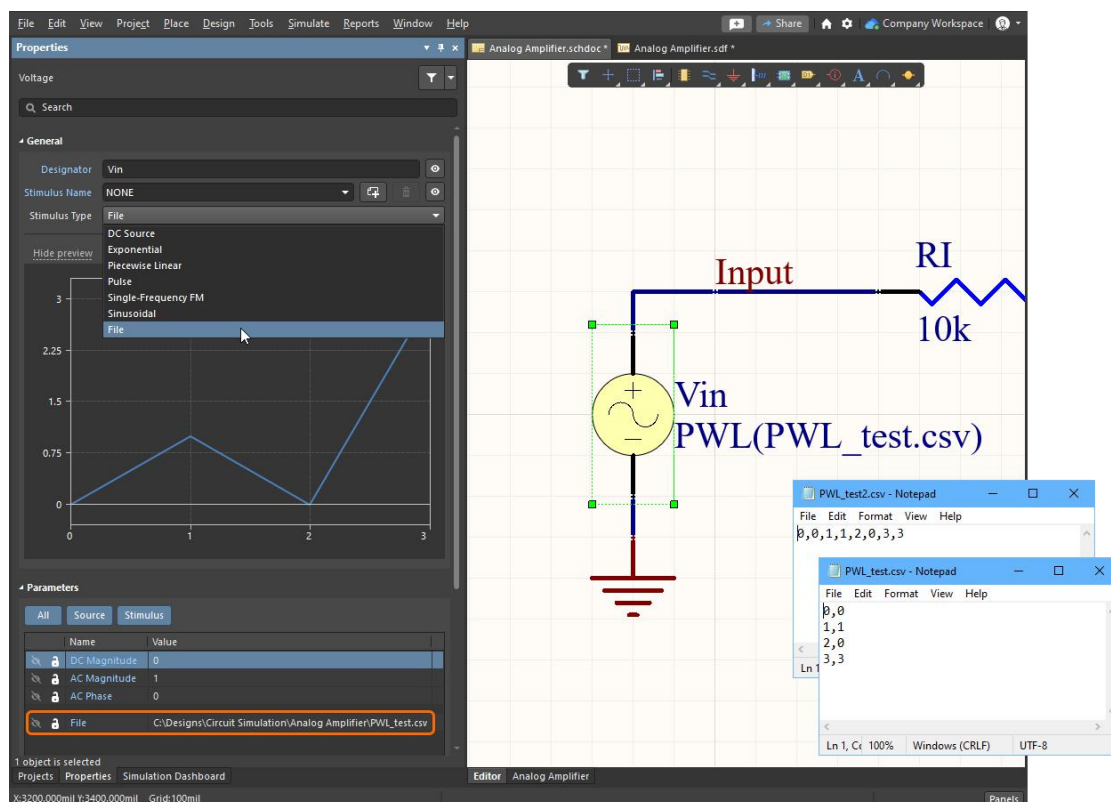 File Edit View Project Place Design Tools Simulate Reports Window Help
Share
Company Workspace
Properties
Analog Amplifier.schdoc *
Analog Amplifier.sdf *
Voltage
Search
General
Designator Vin
Stimulus Name NONE
Stimulus Type File
DC Source
Exponential
Piecewise Linear
Pulse
Single-Frequency FM
Sinusoidal
File
Hide preview
3
2.25
1.5
0.75
0
0 1 2 3
Input
RI
10k
Vin
PWL(PWL_test.csv)
PWL_test2.csv - Notepad
File Edit Format View Help
0,0,1,1,2,0,3,3
Ln 1
PWL_test.csv - Notepad
File Edit Format View Help
0,0
1,1
2,0
3,3
Ln 1, Cc 100% Windows (CRLF) UTF-8
Parameters
All Source Stimulus
Name Value
DC Magnitude 0
AC Magnitude 1
AC Phase 0
File C:\Designs\Circuit Simulation\Analog Amplifier\PWL_test.csv
1 object is selected
Projects Properties Simulation Dashboard
Editor Analog Amplifier
X:3200.000mil Y:3400.000mil Grid:100mil
Panels